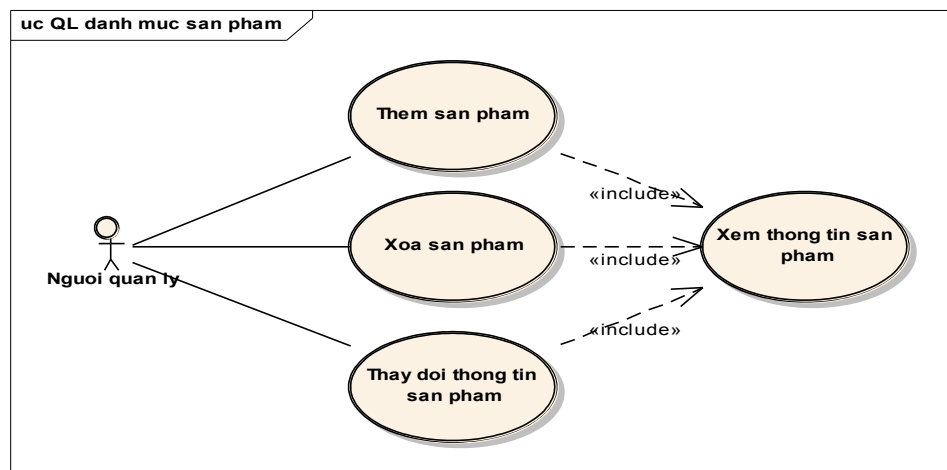 uc QL danh muc san pham
Them san pham
«include»
Xoa san pham
Xem thong tin san
pham
Nguoi quan ly
«include»
«include»
Thay doi thong tin
san pham